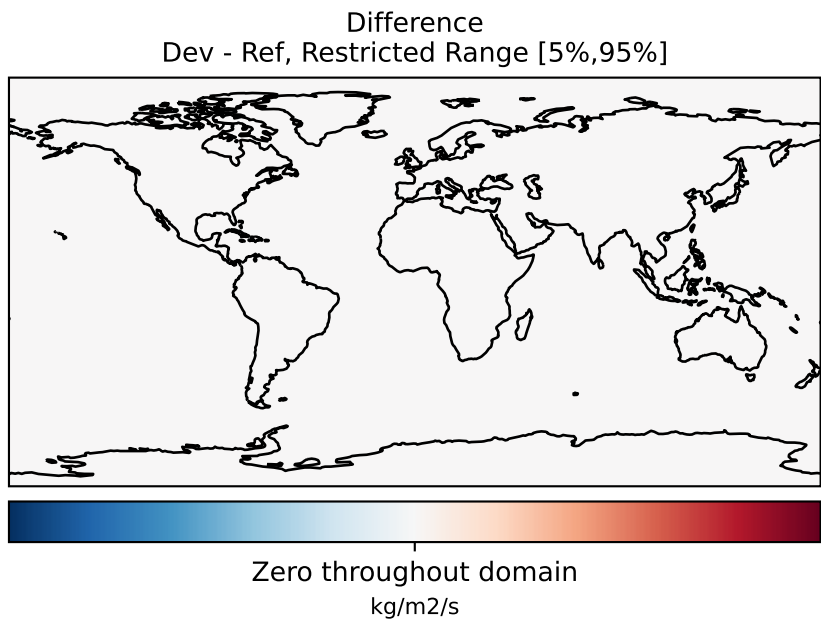 Difference
Dev - Ref, Restricted Range [5%,95%]
Zero throughout domain
kg/m2/s